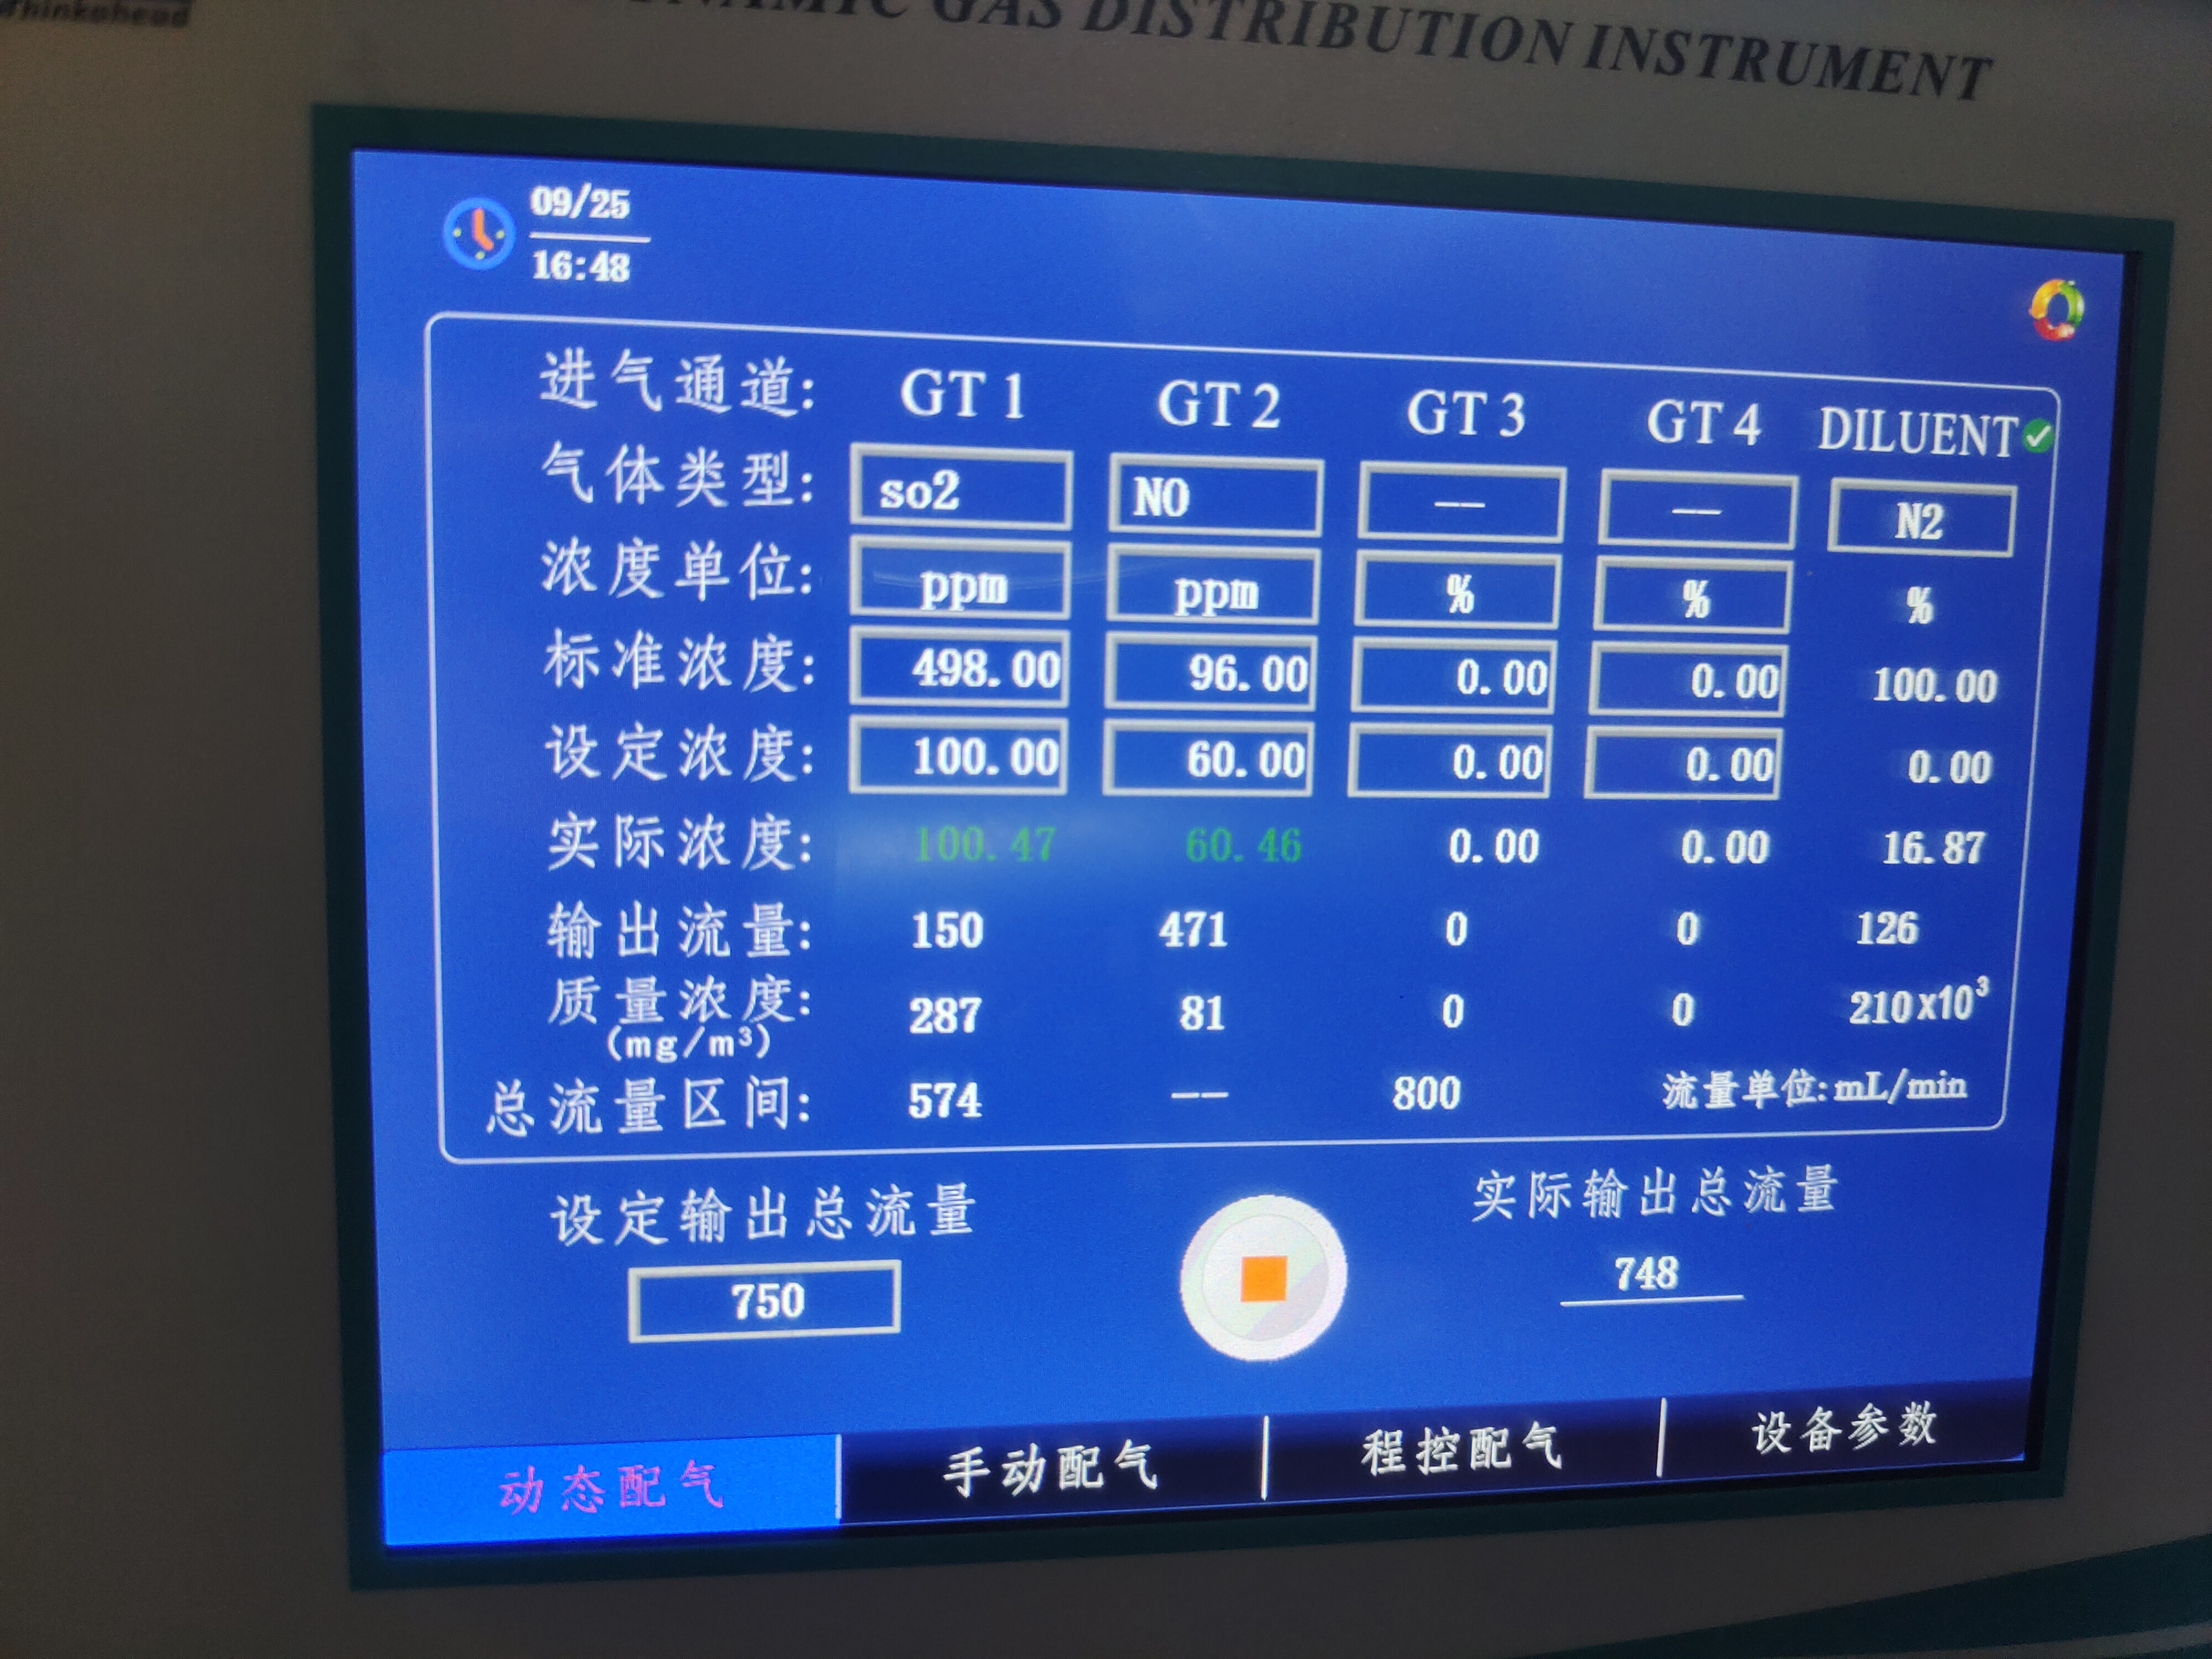 Thinkahead
DYNAMIC GAS DISTRIBUTION INSTRUMENT
09/25
16:48
进气通道: GT 1 GT 2 GT 3 GT 4 DILUENT
气体类型: so2 NO -- -- N2
浓度单位: ppm ppm % % %
标准浓度: 498.00 96.00 0.00 0.00 100.00
设定浓度: 100.00 60.00 0.00 0.00 0.00
实际浓度: 100.47 60.46 0.00 0.00 16.87
输出流量: 150 471 0 0 126
质量浓度: 287 81 0 0 210x10³
(mg/m³)
总流量区间: 574 -- 800 流量单位:mL/min
设定输出总流量 实际输出总流量
750 748
动态配气 手动配气 程控配气 设备参数